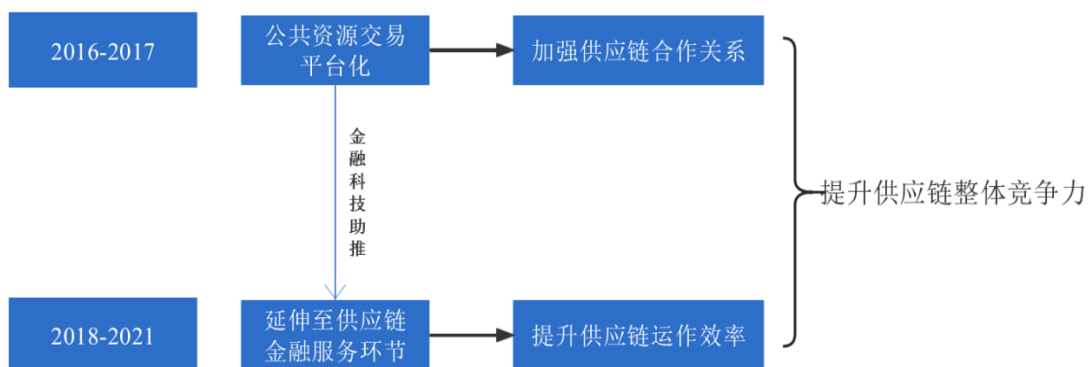 2016-2017
公共资源交易
平台化
加强供应链合作关系
金融科技助推
提升供应链整体竞争力
2018-2021
延伸至供应链
金融服务环节
提升供应链运作效率